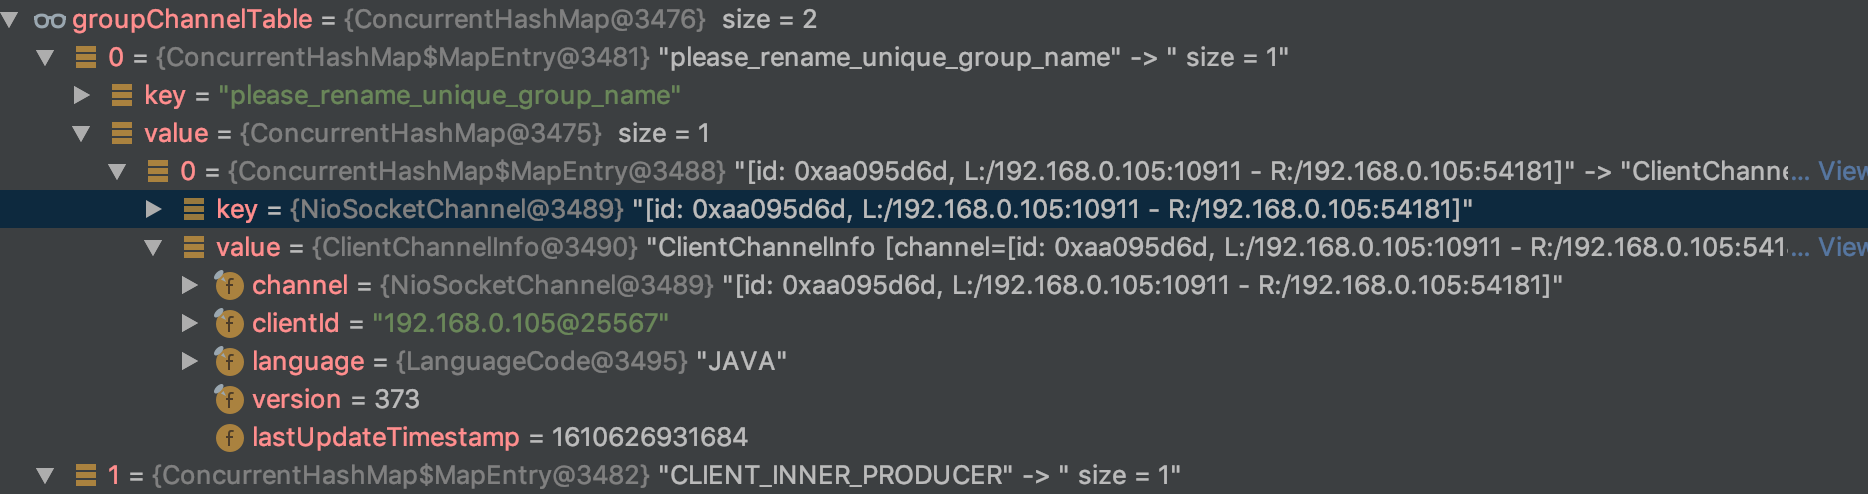 groupChannelTable = {ConcurrentHashMap@3476} size = 2
0 = {ConcurrentHashMap$MapEntry@3481} "please_rename_unique_group_name" -> " size = 1"
key = "please_rename_unique_group_name"
value = {ConcurrentHashMap@3475} size = 1
0 = {ConcurrentHashMap$MapEntry@3488} "[id: 0xaa095d6d, L:/192.168.0.105:10911 - R:/192.168.0.105:54181]" -> "ClientChanne... View
key = {NioSocketChannel@3489} "[id: 0xaa095d6d, L:/192.168.0.105:10911 - R:/192.168.0.105:54181]"
value = {ClientChannelInfo@3490} "ClientChannelInfo [channel=[id: 0xaa095d6d, L:/192.168.0.105:10911 - R:/192.168.0.105:541... View
f channel = {NioSocketChannel@3489} "[id: 0xaa095d6d, L:/192.168.0.105:10911 - R:/192.168.0.105:54181]"
f clientId = "192.168.0.105@25567"
f language = {LanguageCode@3495} "JAVA"
f version = 373
f lastUpdateTimestamp = 1610626931684
1 = {ConcurrentHashMap$MapEntry@3482} "CLIENT_INNER_PRODUCER" -> " size = 1"